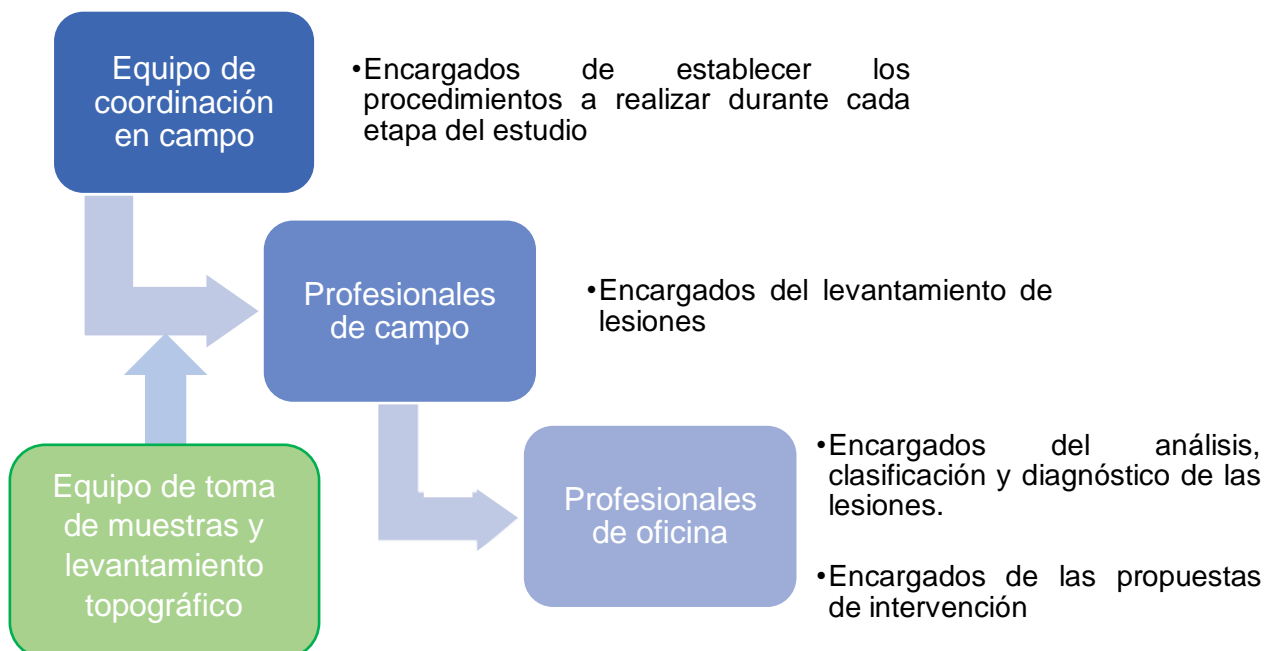 Equipo de
coordinación
en campo
•Encargados de establecer los
procedimientos a realizar durante cada
etapa del estudio
Profesionales
de campo
•Encargados del levantamiento de
lesiones
Equipo de toma
de muestras y
levantamiento
topográfico
Profesionales
de oficina
•Encargados del análisis,
clasificación y diagnóstico de las
lesiones.
•Encargados de las propuestas
de intervención